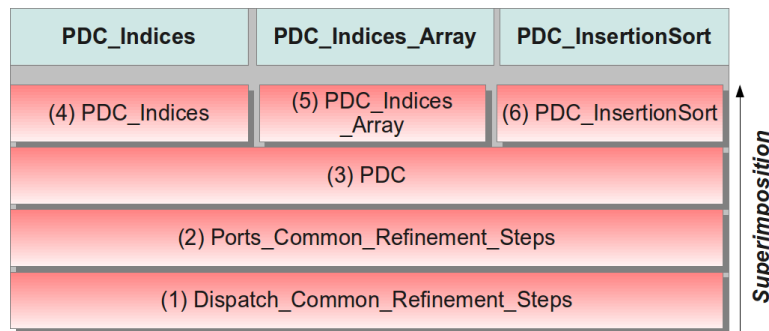 PDC_Indices
PDC_Indices_Array
PDC_InsertionSort
(4) PDC_Indices
(5) PDC_Indices
_Array
(6) PDC_InsertionSort
(3) PDC
(2) Ports_Common_Refinement_Steps
(1) Dispatch_Common_Refinement_Steps
Superimposition